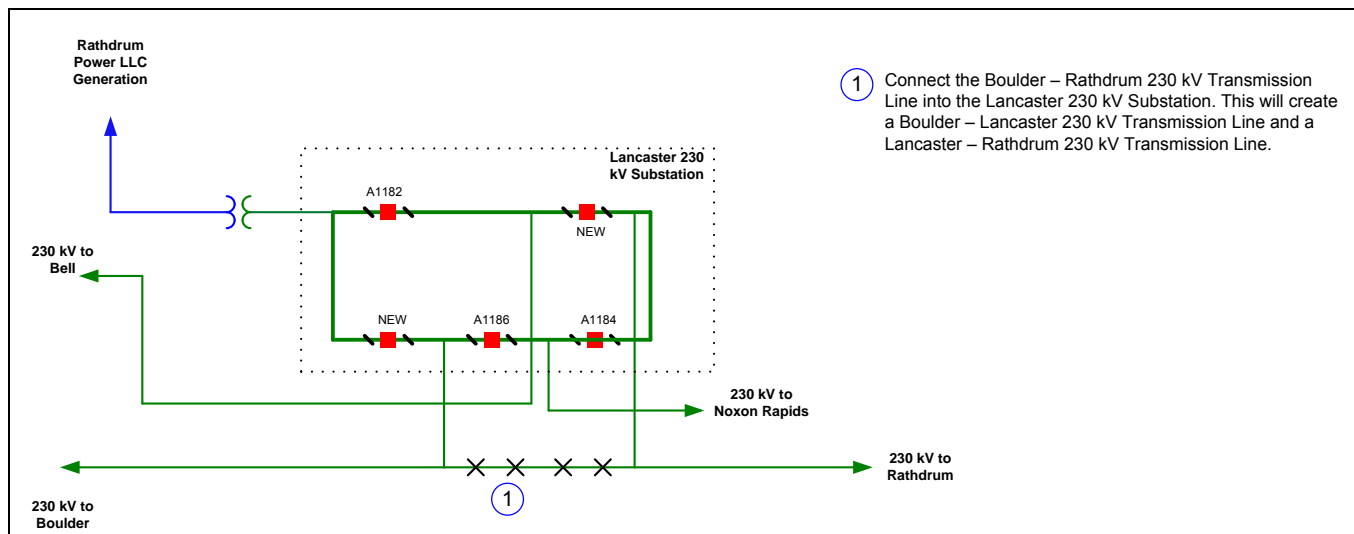 Rathdrum
Power LLC
Generation
1
Connect the Boulder – Rathdrum 230 kV Transmission
Line into the Lancaster 230 kV Substation. This will create
a Boulder – Lancaster 230 kV Transmission Line and a
Lancaster – Rathdrum 230 kV Transmission Line.
Lancaster 230
kV Substation
A1182
NEW
230 kV to
Bell
NEW
A1186
A1184
230 kV to
Noxon Rapids
230 kV to
Rathdrum
1
230 kV to
Boulder